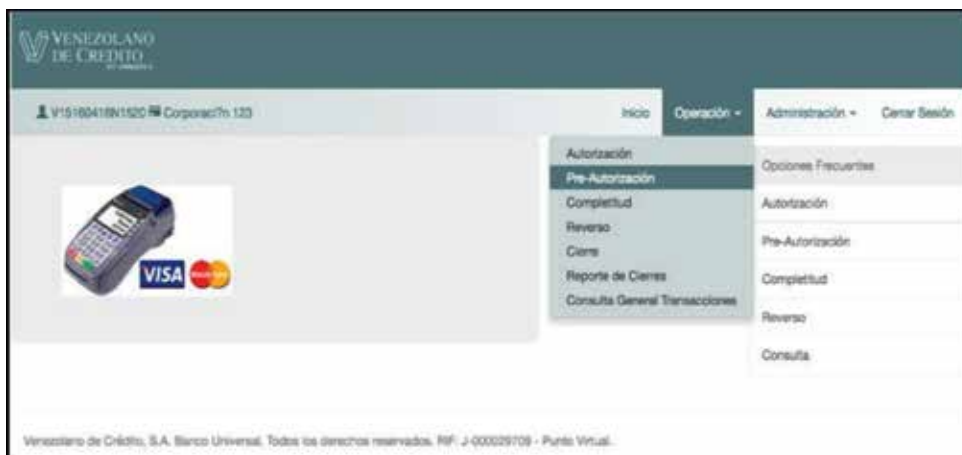 VENEZOLANO
DE CREDITO
Corporaci?n 123
Inicio
Operación
Administración
Cerrar Sesión
Autorización
Pre-Autorización
Completitud
Reverso
Cierre
Reporte de Cierres
Consulta General Transacciones
Opciones Frecuentes
Autorización
Pre-Autorización
Completitud
Reverso
Consulta
VISA
Venezolano de Crédito, S.A. Banco Universal. Todos los derechos reservados. RIF: J-000029709 - Punto Virtual.